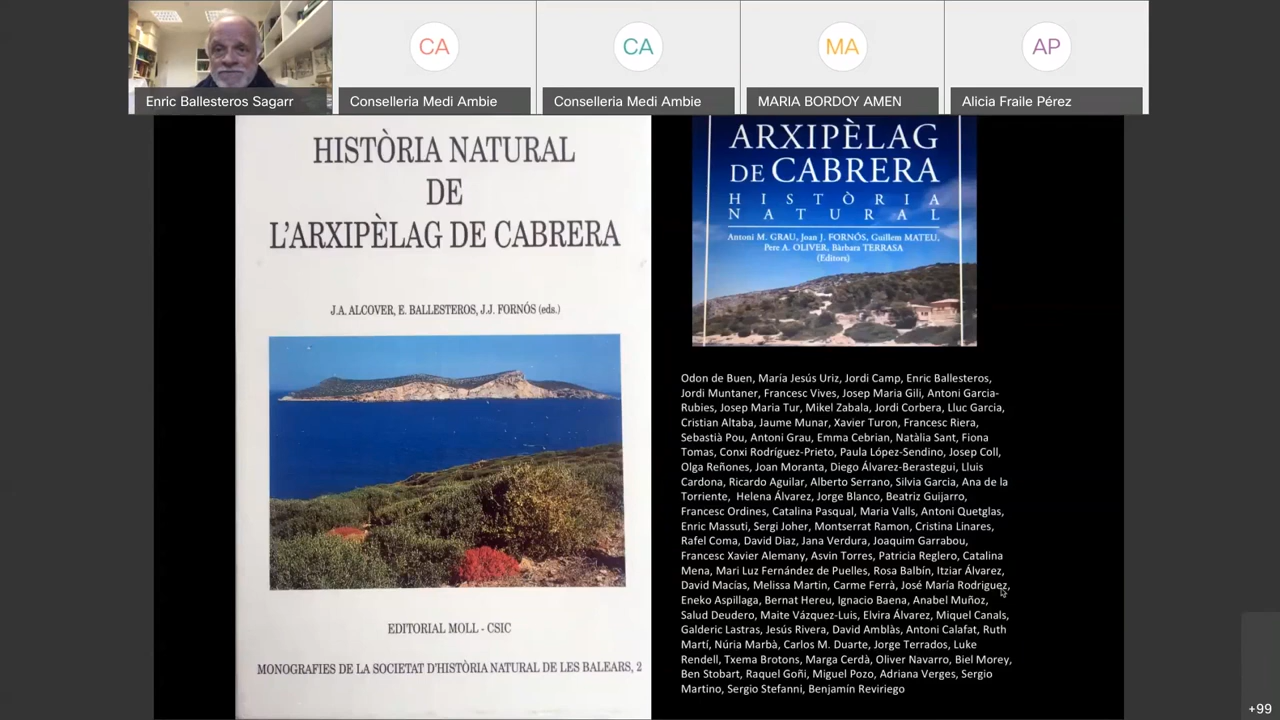 CA
CA
MA
AP
Enric Ballesteros Sagarr
Conselleria Medi Ambie
Conselleria Medi Ambie
MARIA BORDOY AMEN
Alicia Fraile Pérez
HISTÒRIA NATURAL
DE
L'ARXIPÈLAG DE CABRERA
J.A. ALCOVER, E. BALLESTEROS, J.J. FORNÓS (eds.)
EDITORIAL MOLL - CSIC
MONOGRAFIES DE LA SOCIETAT D'HISTÒRIA NATURAL DE LES BALEARS, 2
ARXIPÈLAG
DE CABRERA
HISTÒRIA
NATURAL
Antoni M. GRAU, Joan J. FORNÓS, Guillem MATEU,
Pere A. OLIVER, Bàrbara TERRASA
(Editors)
Odon de Buen, María Jesús Uriz, Jordi Camp, Enric Ballesteros,
Jordi Muntaner, Francesc Vives, Josep Maria Gili, Antoni Garcia-
Rubies, Josep Maria Tur, Mikel Zabala, Jordi Corbera, Lluc Garcia,
Cristian Altaba, Jaume Munar, Xavier Turon, Francesc Riera,
Sebastià Pou, Antoni Grau, Emma Cebrian, Natàlia Sant, Fiona
Tomas, Conxi Rodríguez-Prieto, Paula López-Sendino, Josep Coll,
Olga Reñones, Joan Moranta, Diego Álvarez-Berastegui, Lluis
Cardona, Ricardo Aguilar, Alberto Serrano, Silvia Garcia, Ana de la
Torriente, Helena Álvarez, Jorge Blanco, Beatriz Guijarro,
Francesc Ordines, Catalina Pasqual, Maria Valls, Antoni Quetglas,
Enric Massuti, Sergi Joher, Montserrat Ramon, Cristina Linares,
Rafel Coma, David Diaz, Jana Verdura, Joaquim Garrabou,
Francesc Xavier Alemany, Asvin Torres, Patricia Reglero, Catalina
Mena, Mari Luz Fernández de Puelles, Rosa Balbín, Itziar Álvarez,
David Macías, Melissa Martin, Carme Ferrà, José María Rodriguez,
Eneko Aspillaga, Bernat Hereu, Ignacio Baena, Anabel Muñoz,
Salud Deudero, Maite Vázquez-Luis, Elvira Álvarez, Miquel Canals,
Galderic Lastras, Jesús Rivera, David Amblàs, Antoni Calafat, Ruth
Martí, Núria Marbà, Carlos M. Duarte, Jorge Terrados, Luke
Rendell, Txema Brotons, Marga Cerdà, Oliver Navarro, Biel Morey,
Ben Stobart, Raquel Goñi, Miguel Pozo, Adriana Verges, Sergio
Martino, Sergio Stefanni, Benjamín Reviriego
+99